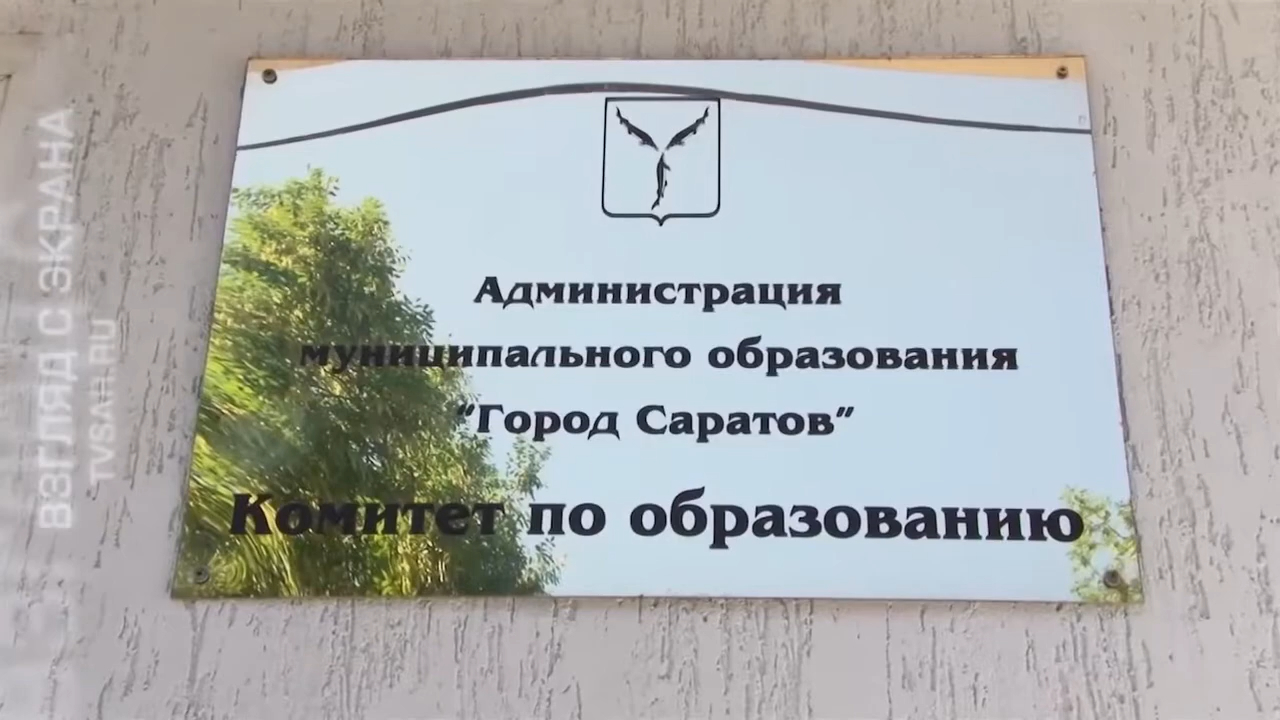 Администрация
муниципального образования
"Город Саратов"
Комитет по образованию
ВЗГЛЯД С ЭКРАНА
TVSAR.RU